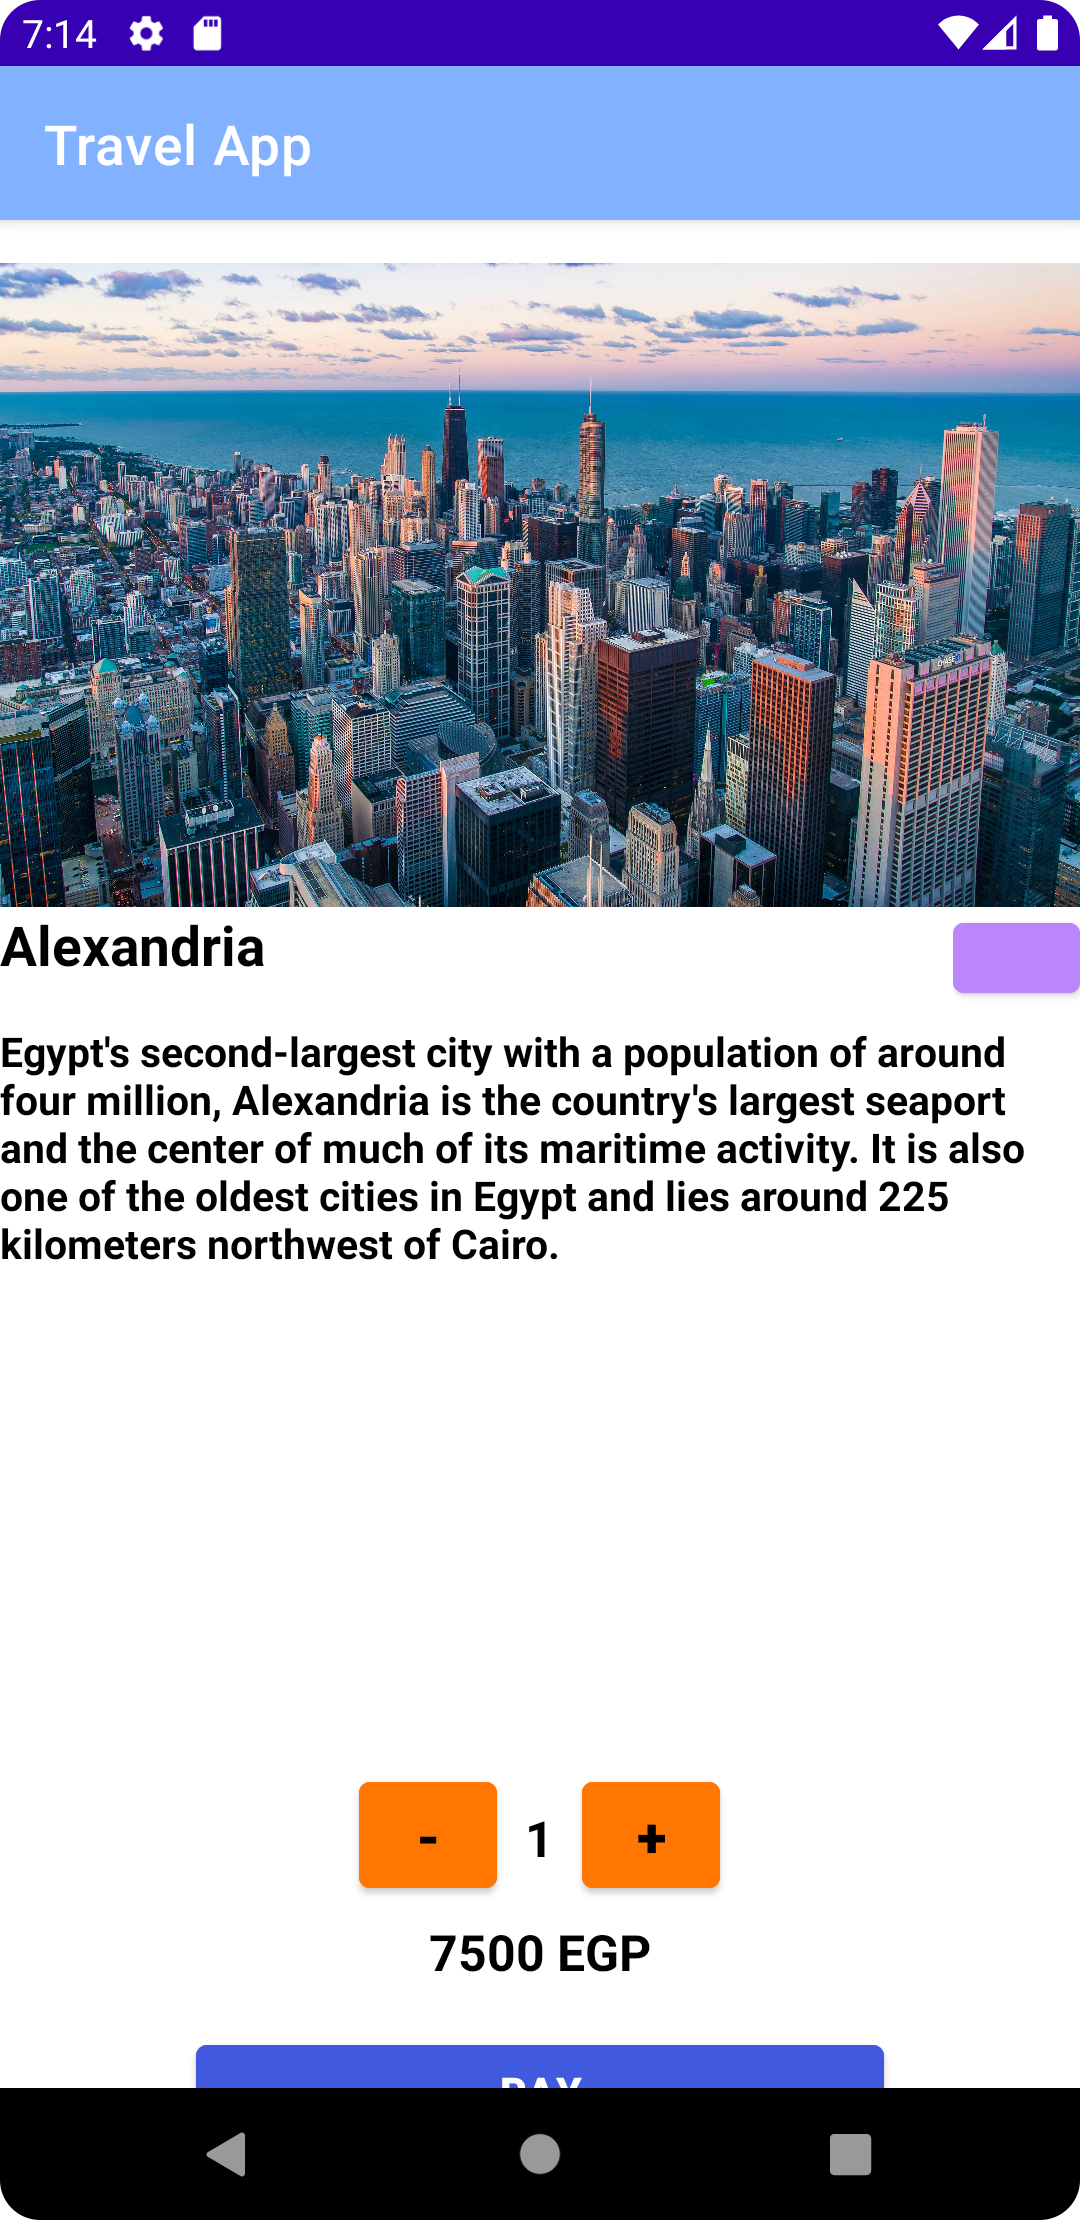 7:14
Travel App
CHASE
Alexandria
Egypt's second-largest city with a population of around
four million, Alexandria is the country's largest seaport
and the center of much of its maritime activity. It is also
one of the oldest cities in Egypt and lies around 225
kilometers northwest of Cairo.
- 1 +
7500 EGP
PAY